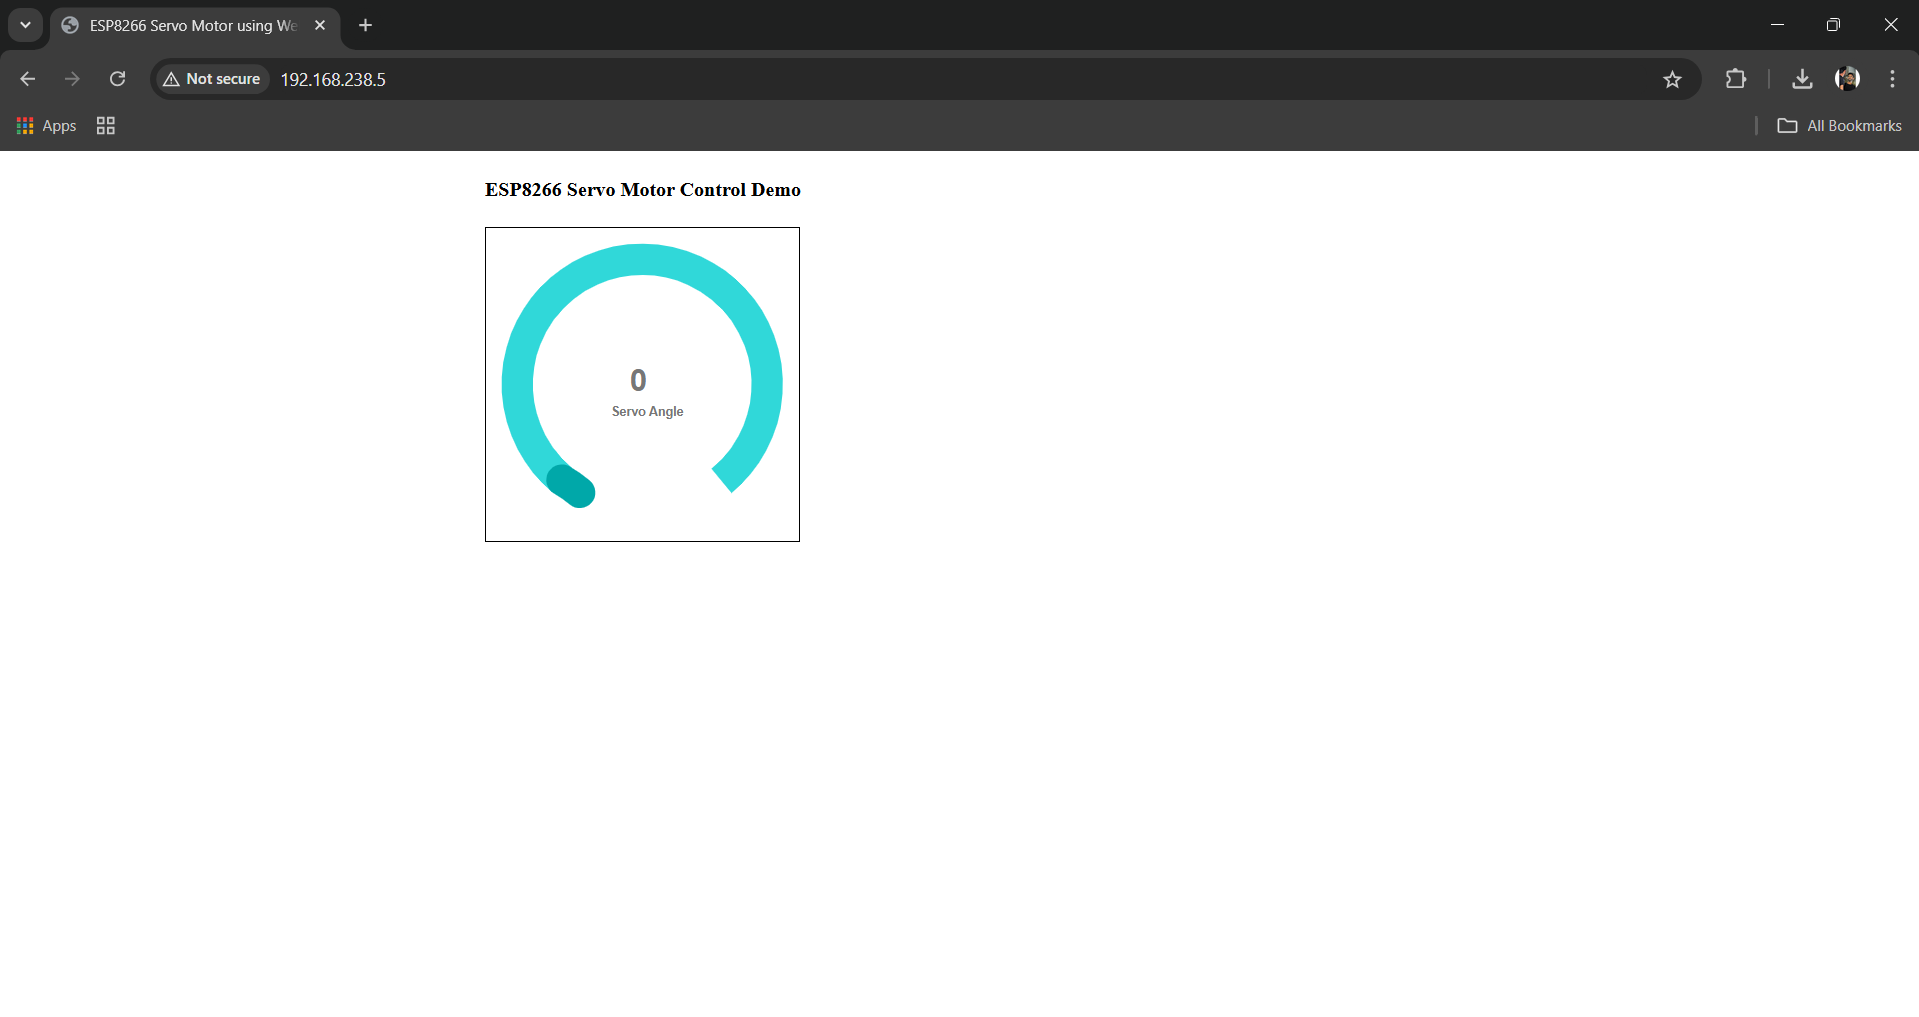 ESP8266 Servo Motor using We
Not secure
192.168.238.5
Apps
All Bookmarks
ESP8266 Servo Motor Control Demo
0
Servo Angle